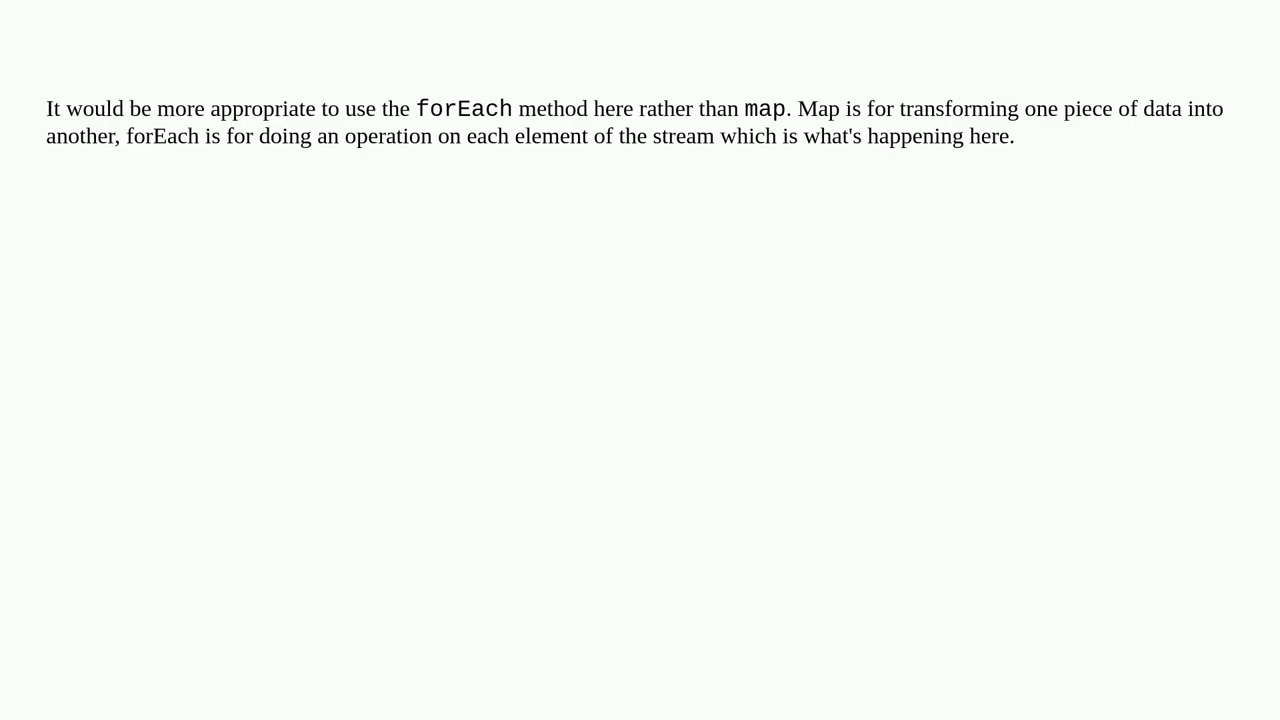 It would be more appropriate to use the forEach method here rather than map. Map is for transforming one piece of data into
another, forEach is for doing an operation on each element of the stream which is what's happening here.